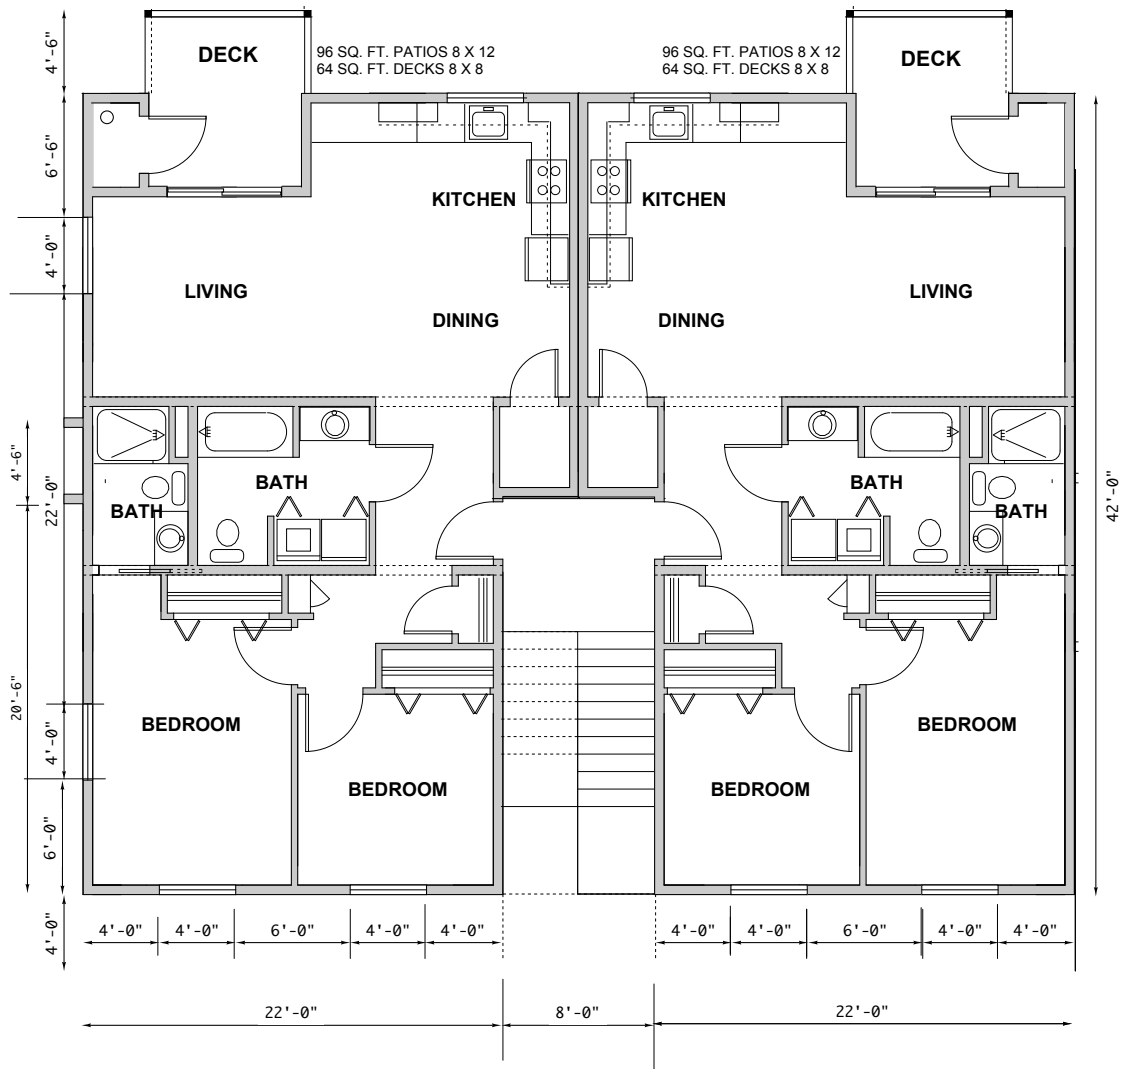 DECK
96 SQ. FT. PATIOS 8 X 12
64 SQ. FT. DECKS 8 X 8
96 SQ. FT. PATIOS 8 X 12
64 SQ. FT. DECKS 8 X 8
DECK
4'-6"
6'-6"
KITCHEN
KITCHEN
4'-0"
LIVING
LIVING
DINING
DINING
4'-6"
22'-0"
BATH
BATH
BATH
BATH
42'-0"
20'-6"
4'-0"
BEDROOM
BEDROOM
BEDROOM
BEDROOM
6'-0"
4'-0"
4'-0"
4'-0"
6'-0"
4'-0"
4'-0"
4'-0"
4'-0"
6'-0"
4'-0"
4'-0"
22'-0"
8'-0"
22'-0"